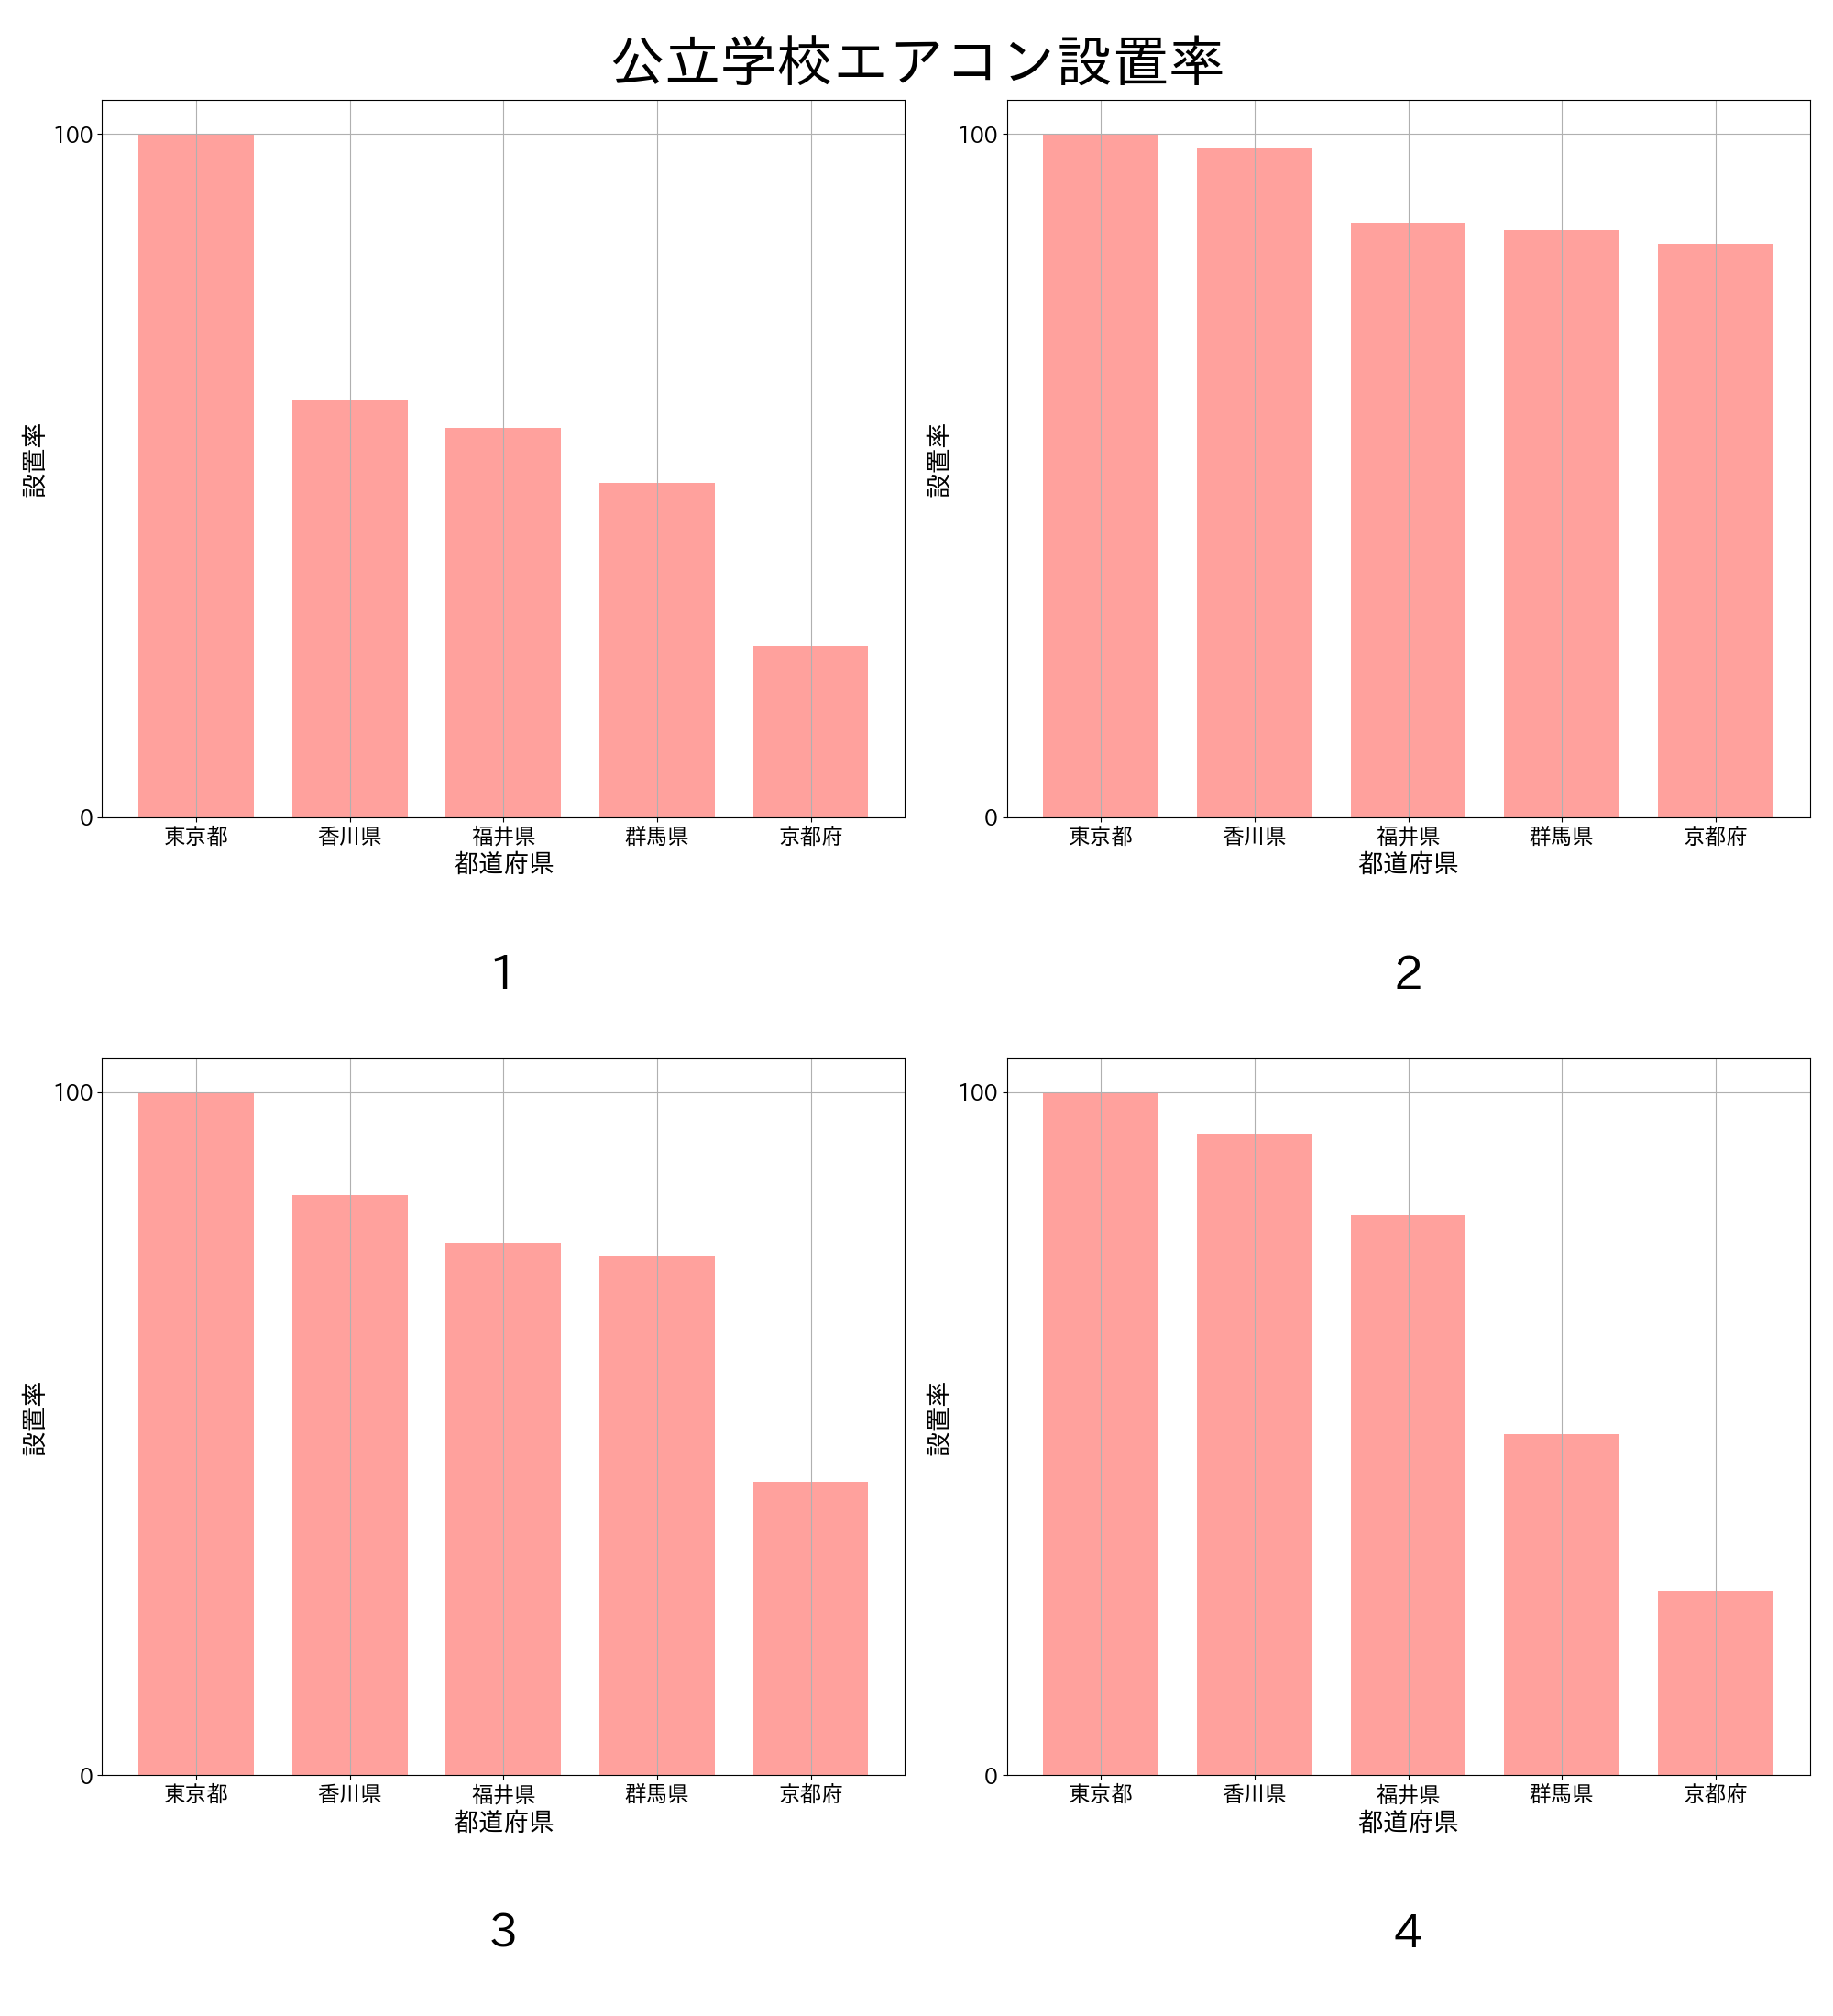 公立学校エアコン設置率
100
0
設置率
東京都 香川県 福井県 群馬県 京都府
都道府県
1
100
0
設置率
東京都 香川県 福井県 群馬県 京都府
都道府県
2
100
0
設置率
東京都 香川県 福井県 群馬県 京都府
都道府県
3
100
0
設置率
東京都 香川県 福井県 群馬県 京都府
都道府県
4